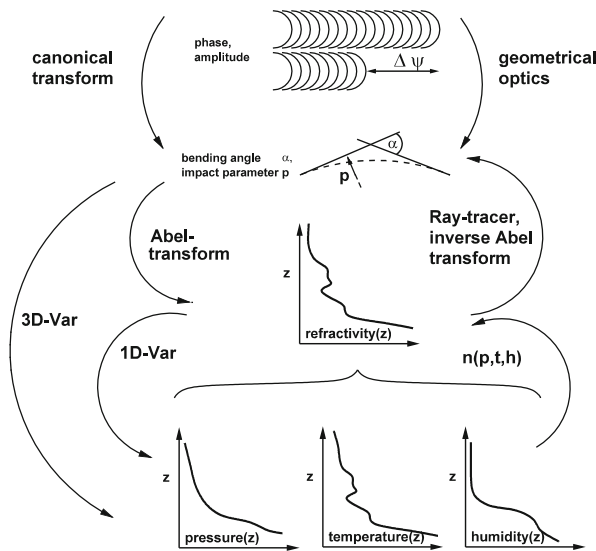 canonical
transform
phase,
amplitude
Δ ψ
geometrical
optics
bending angle α,
impact parameter p
α
p
Abel-
transform
Ray-tracer,
inverse Abel
transform
z
refractivity(z)
3D-Var
1D-Var
n(p,t,h)
z
pressure(z)
z
temperature(z)
z
humidity(z)